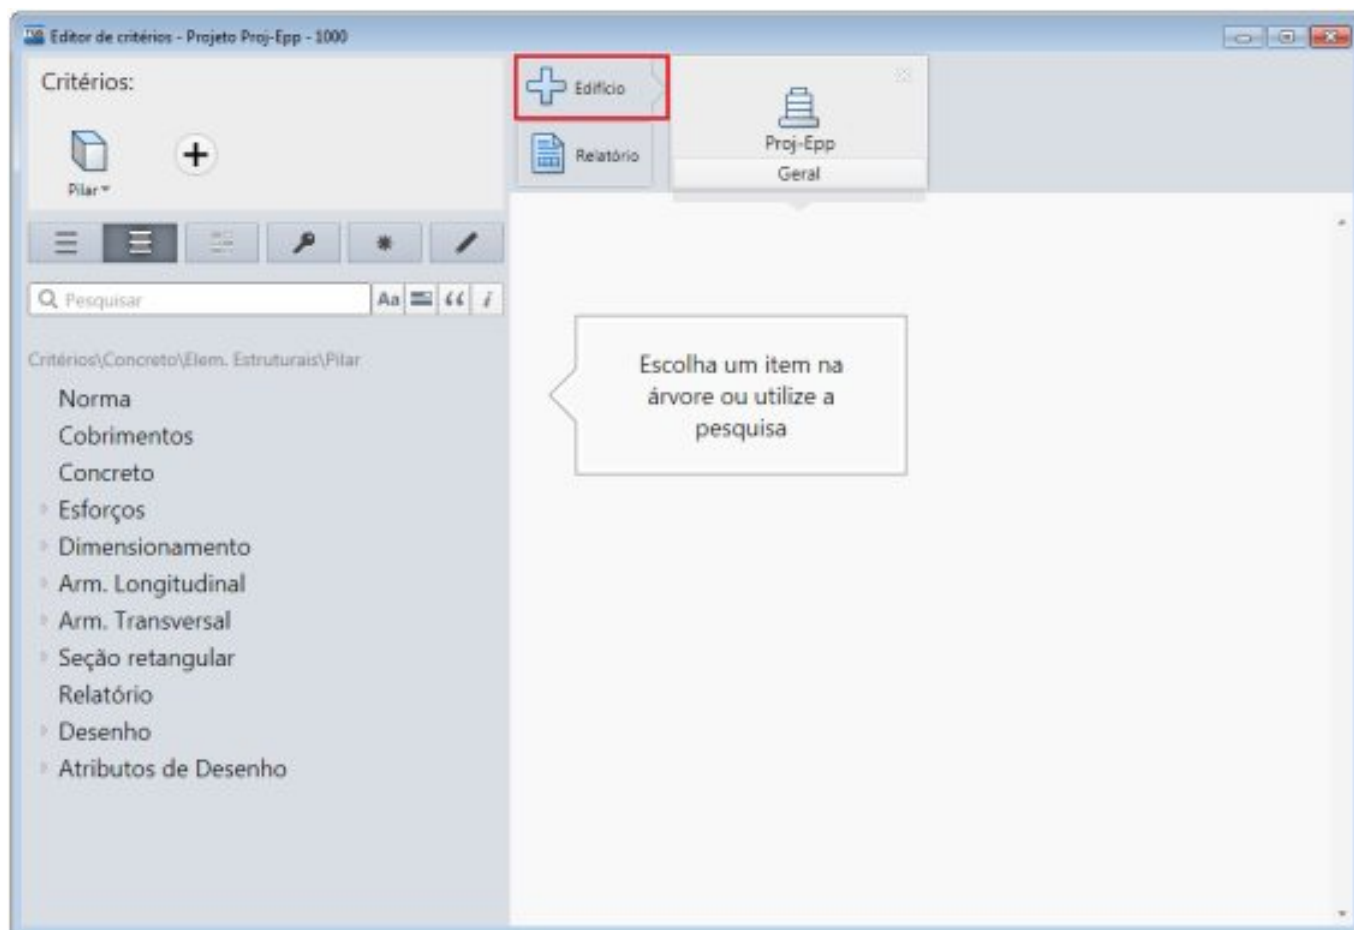 Editor de critérios - Projeto Proj-Epp - 1000
Critérios:
Pilar
Edifício
Relatório
Proj-Epp
Geral
Pesquisar
Aa
Critérios\Concreto\Elem. Estruturais\Pilar
Norma
Cobrimentos
Concreto
Esforços
Dimensionamento
Arm. Longitudinal
Arm. Transversal
Seção retangular
Relatório
Desenho
Atributos de Desenho
Escolha um item na
árvore ou utilize a
pesquisa